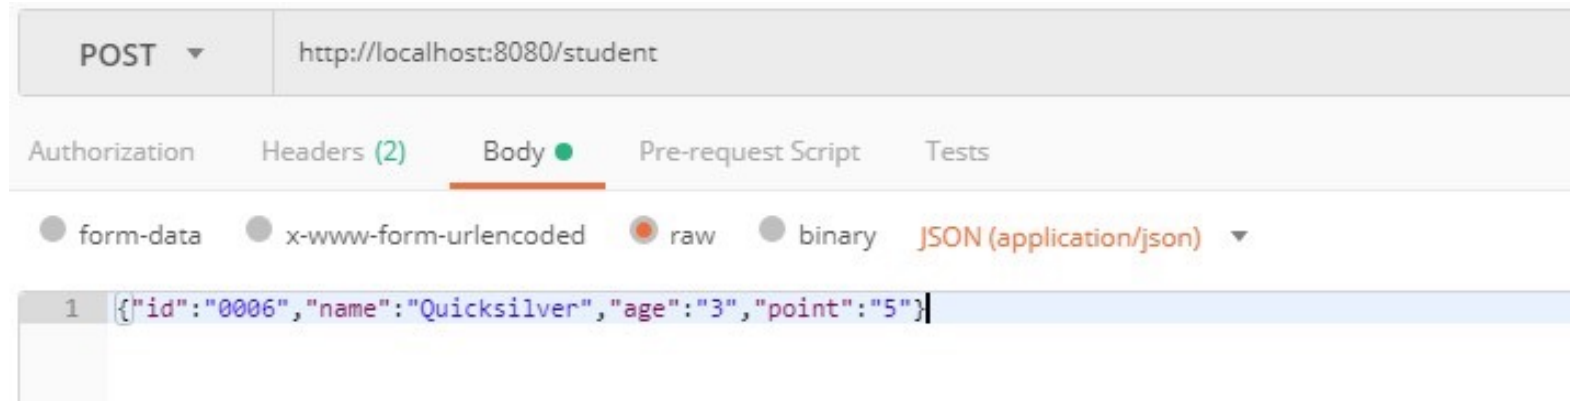 POST http://localhost:8080/student
Authorization Headers (2) Body Pre-request Script Tests
form-data x-www-form-urlencoded raw binary JSON (application/json)
1 {"id":"0006","name":"Quicksilver","age":"3","point":"5"}